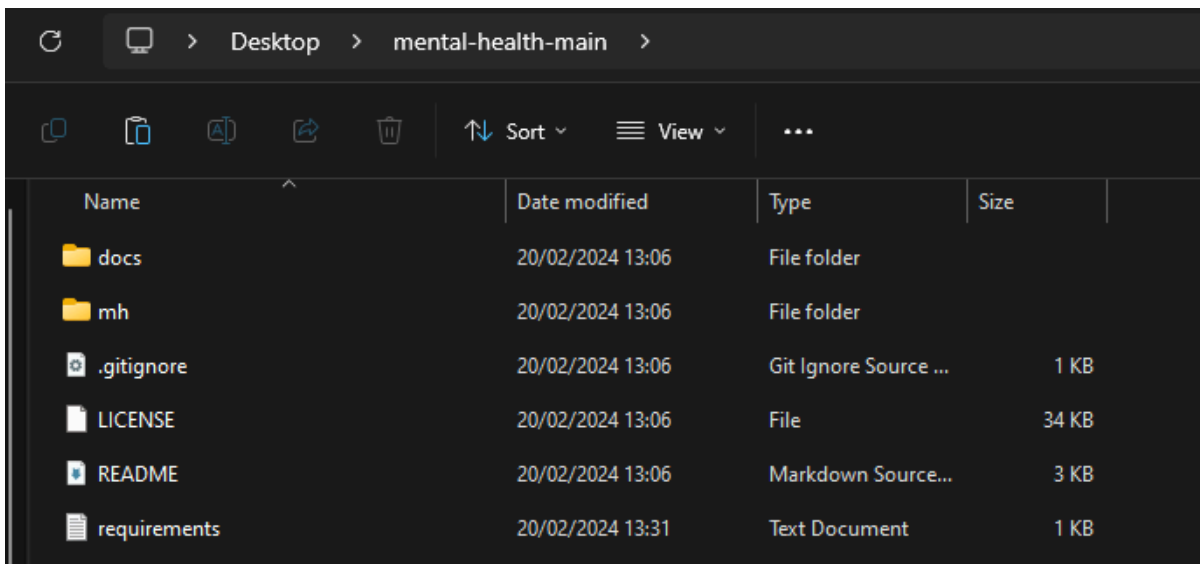 Desktop > mental-health-main >
Sort View ...
Name Date modified Type Size
docs 20/02/2024 13:06 File folder
mh 20/02/2024 13:06 File folder
.gitignore 20/02/2024 13:06 Git Ignore Source ... 1 KB
LICENSE 20/02/2024 13:06 File 34 KB
README 20/02/2024 13:06 Markdown Source... 3 KB
requirements 20/02/2024 13:31 Text Document 1 KB